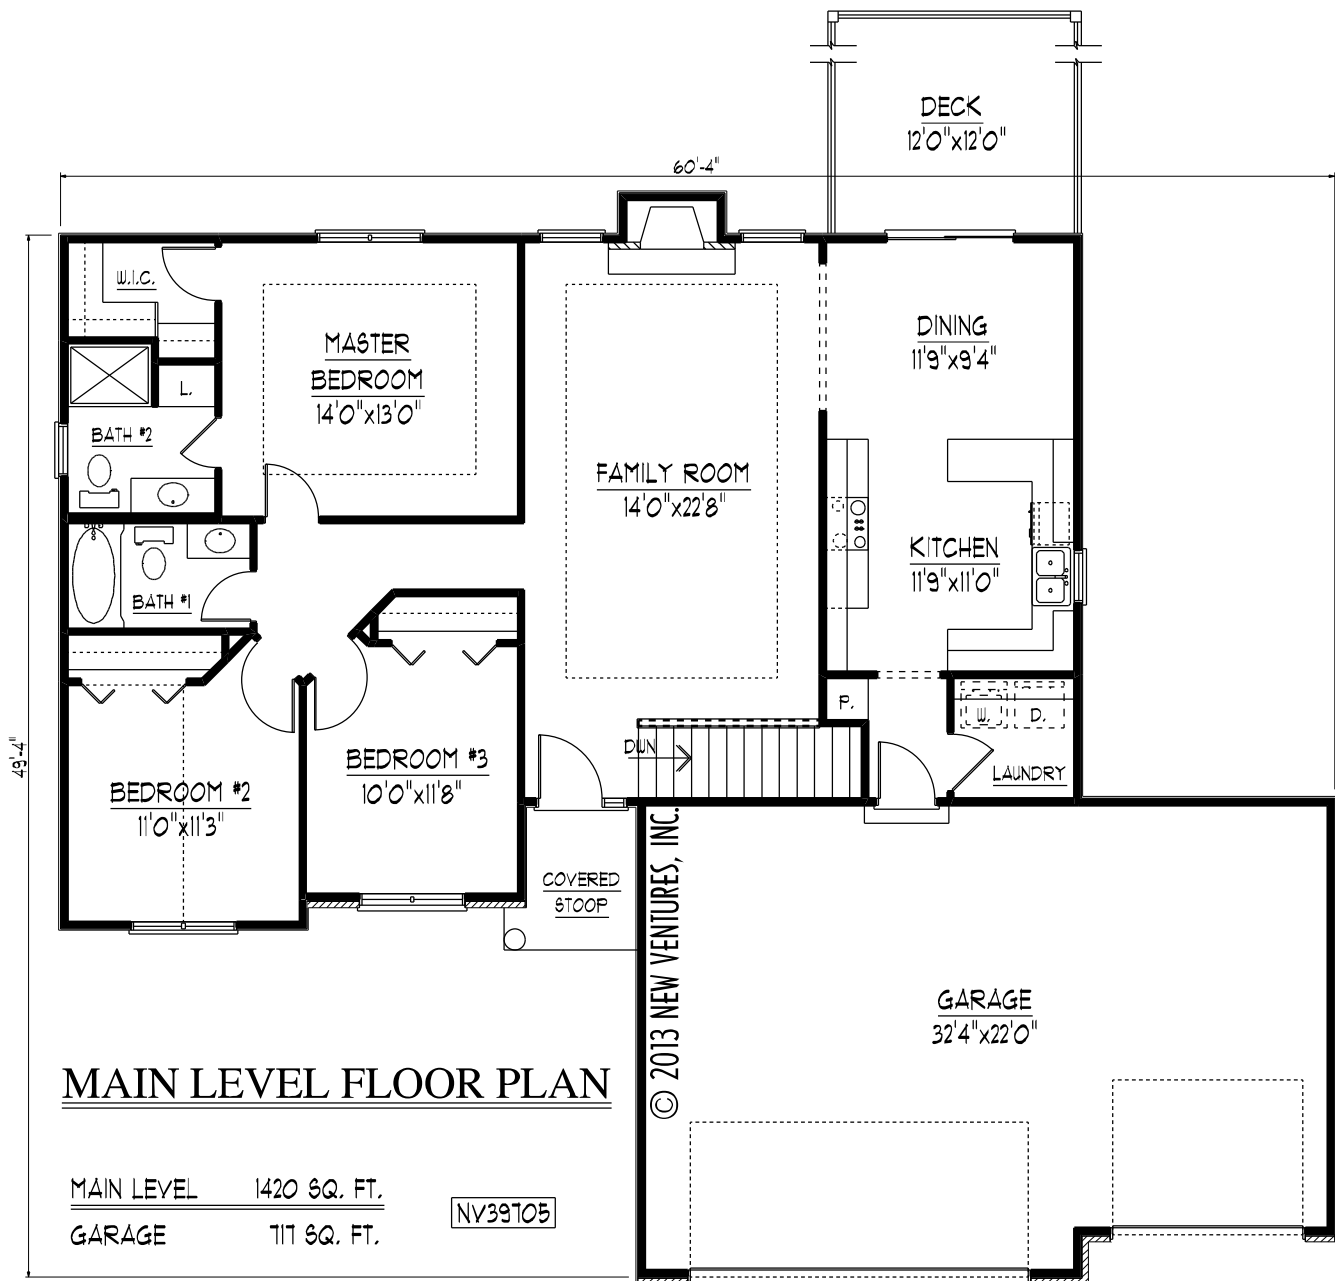 DECK
12'0"x12'0"
60'-4"
W.I.C.
MASTER
BEDROOM
14'0"x13'0"
L.
BATH #2
DINING
11'9"x9'4"
FAMILY ROOM
14'0"x22'8"
KITCHEN
11'9"x11'0"
BATH #1
P.
W.
D.
LAUNDRY
DWN
49'-4"
BEDROOM #3
10'0"x11'8"
BEDROOM #2
11'0"x11'3"
COVERED
STOOP
© 2013 NEW VENTURES, INC.
GARAGE
32'4"x22'0"
MAIN LEVEL FLOOR PLAN
MAIN LEVEL 1420 SQ. FT.
GARAGE 717 SQ. FT.
NV39705